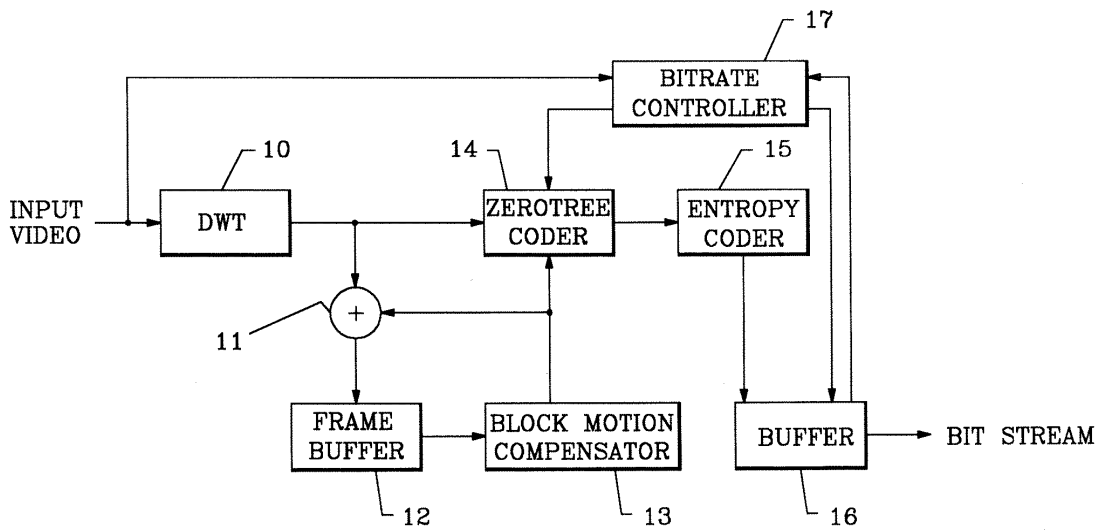 17
BITRATE
CONTROLLER
10
14
15
INPUT
VIDEO
DWT
ZEROTREE
CODER
ENTROPY
CODER
+
11
FRAME
BUFFER
BLOCK MOTION
COMPENSATOR
BUFFER
BIT STREAM
12
13
16